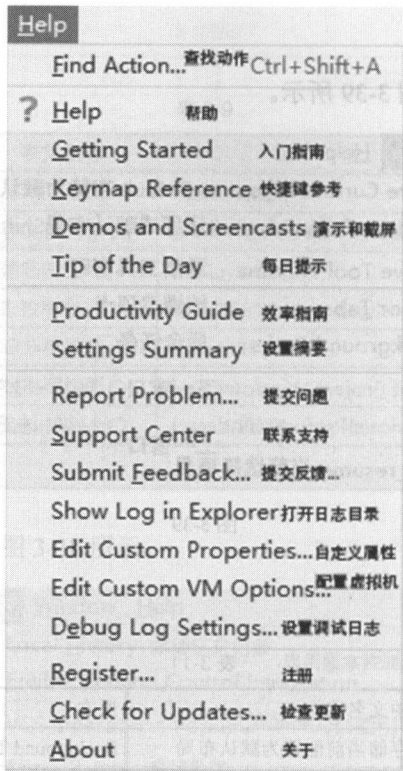 Help
Find Action... 查找动作 Ctrl+Shift+A
? Help 帮助
Getting Started 入门指南
Keymap Reference 快捷键参考
Demos and Screencasts 演示和截屏
Tip of the Day 每日提示
Productivity Guide 效率指南
Settings Summary 设置摘要
Report Problem... 提交问题
Support Center 联系支持
Submit Feedback... 提交反馈...
Show Log in Explorer 打开日志目录
Edit Custom Properties... 自定义属性
Edit Custom VM Options... 配置虚拟机
Debug Log Settings... 设置调试日志
Register... 注册
Check for Updates... 检查更新
About 关于